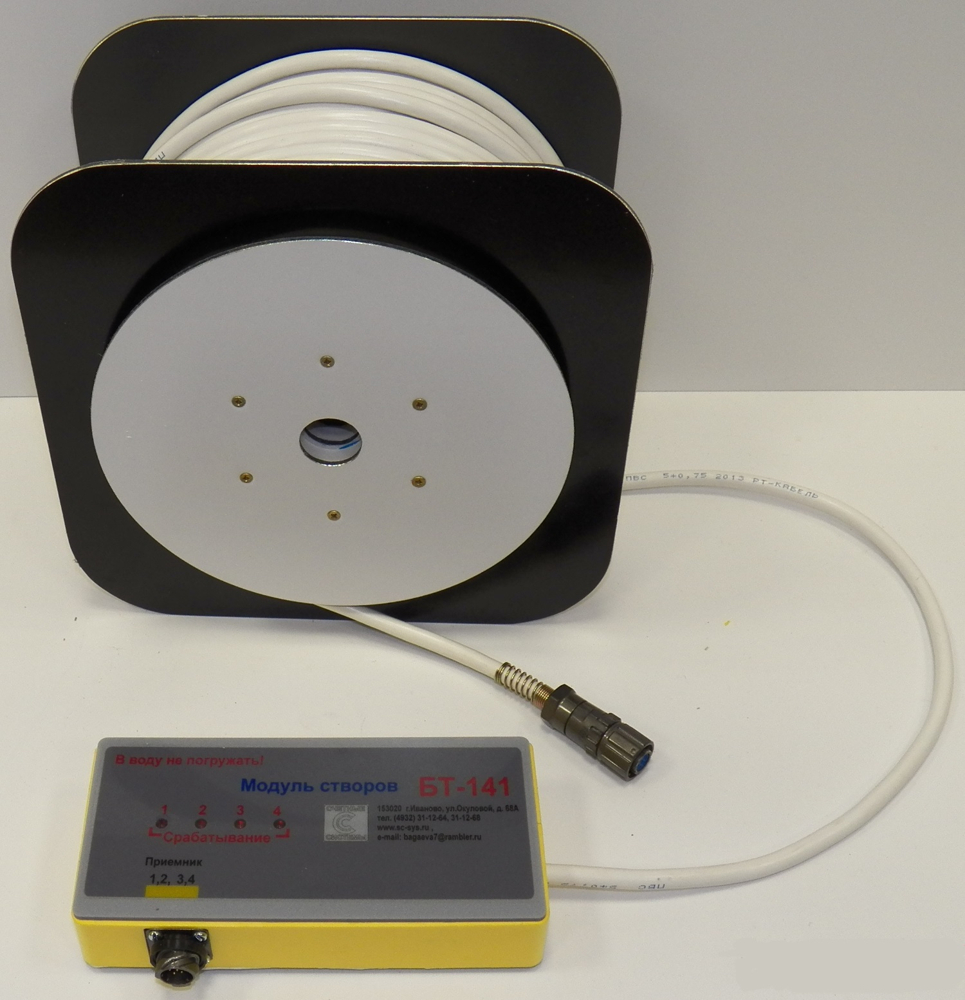 ПВС 5*0,75 2013 РТ-КАБЕЛЬ
В воду не погружать!
Модуль створов БТ-141
1 2 3 4
Срабатывание
СЧЕТНЫЕ
СИСТЕМЫ
153020 г.Иваново, ул.Окуловой, д. 68А
тел. (4932) 31-12-64, 31-12-68
www.sc-sys.ru ,
e-mail: bagaeva7@rambler.ru
Приемник
1,2, 3,4
ПВС